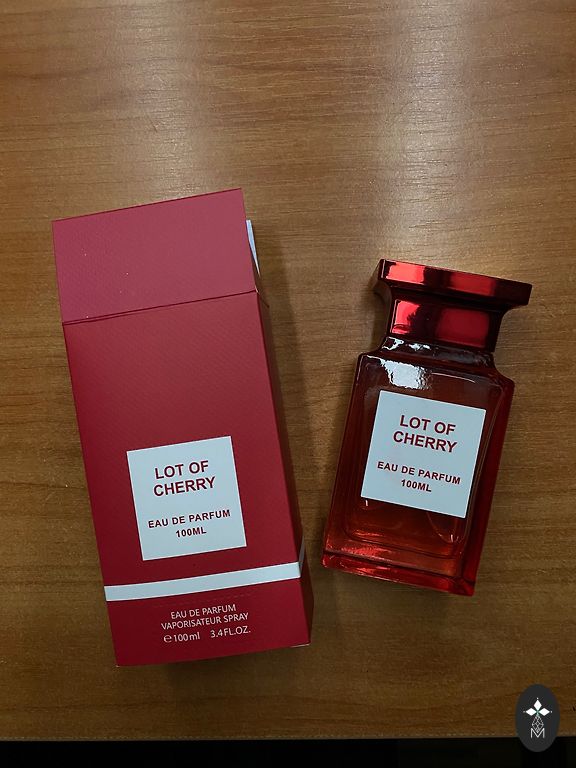 LOT OF
CHERRY
EAU DE PARFUM
100ML
EAU DE PARFUM
VAPORISATEUR SPRAY
℮100ml 3.4FL.OZ.
LOT OF
CHERRY
EAU DE PARFUM
100ML
M